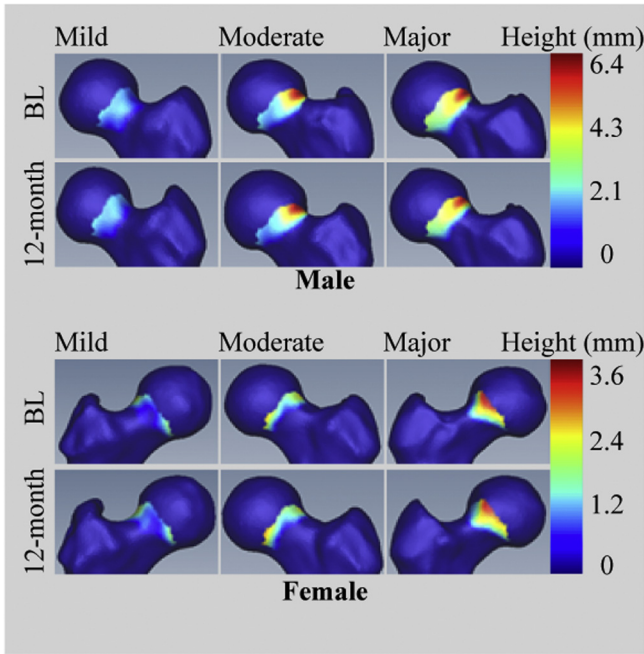 Mild Moderate Major Height (mm)
BL
6.4
4.3
12-month
2.1
0
Male
Mild Moderate Major Height (mm)
BL
3.6
2.4
12-month
1.2
0
Female